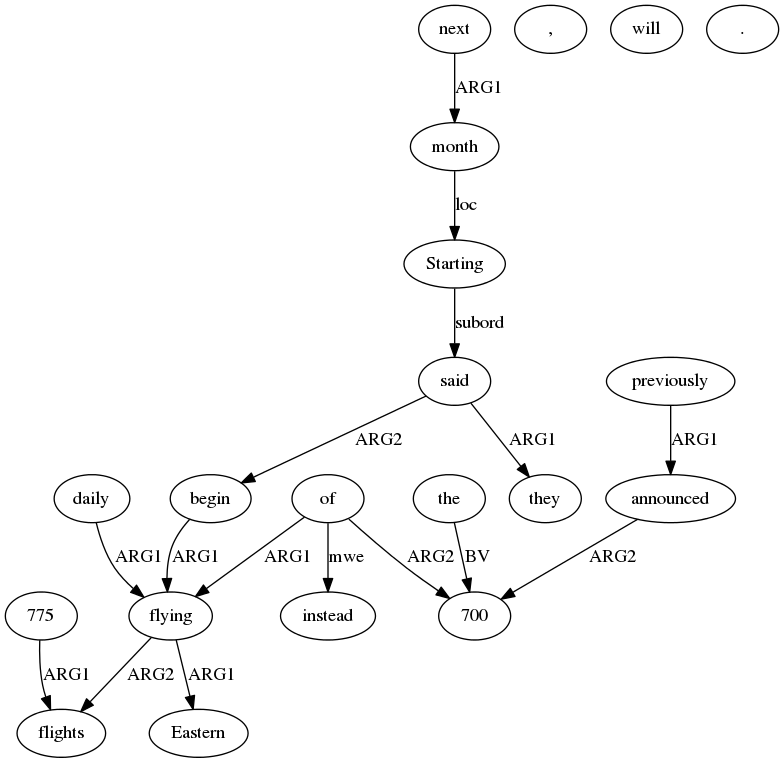 next , will .
ARG1
month
loc
Starting
subord
said previously
ARG2 ARG1 ARG1
daily begin of the they announced
ARG1 ARG1 ARG1 mwe ARG2 BV ARG2
775 flying instead 700
ARG1 ARG2 ARG1
flights Eastern